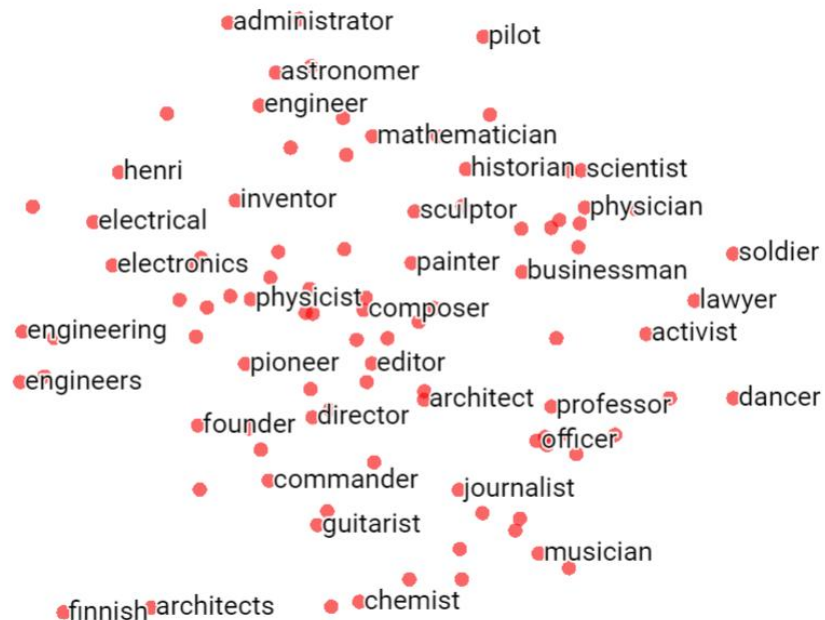 administrator
pilot
astronomer
engineer
mathematician
henri
historian
scientist
inventor
sculptor
physician
electrical
electronics
painter
businessman
soldier
physicist
composer
lawyer
engineering
activist
pioneer
editor
engineers
architect
professor
dancer
founder
director
officer
commander
journalist
guitarist
musician
finnish
architects
chemist